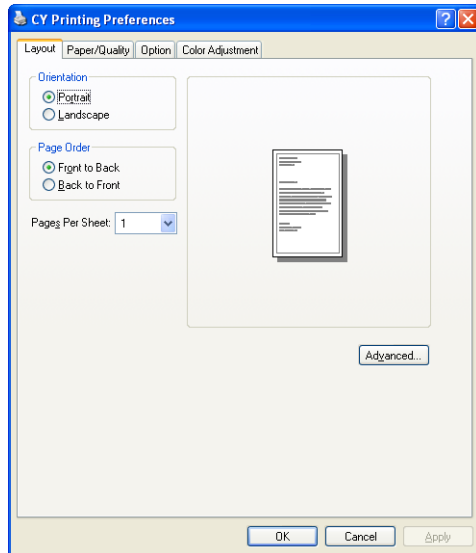 CY Printing Preferences
Layout Paper/Quality Option Color Adjustment
Orientation
Portrait
Landscape
Page Order
Front to Back
Back to Front
Pages Per Sheet: 1
Advanced...
OK Cancel Apply